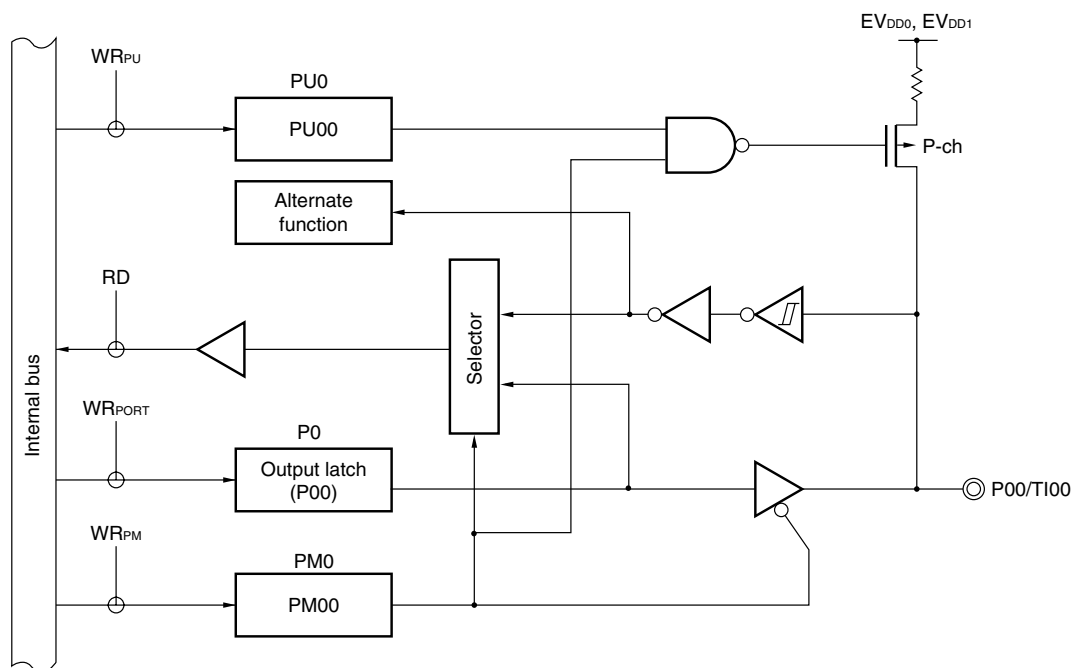 EVDD0, EVDD1
WRPU
PU0
PU00
P-ch
Alternate
function
RD
Selector
Internal bus
WRPORT
P0
Output latch
(P00)
P00/TI00
WRPM
PM0
PM00